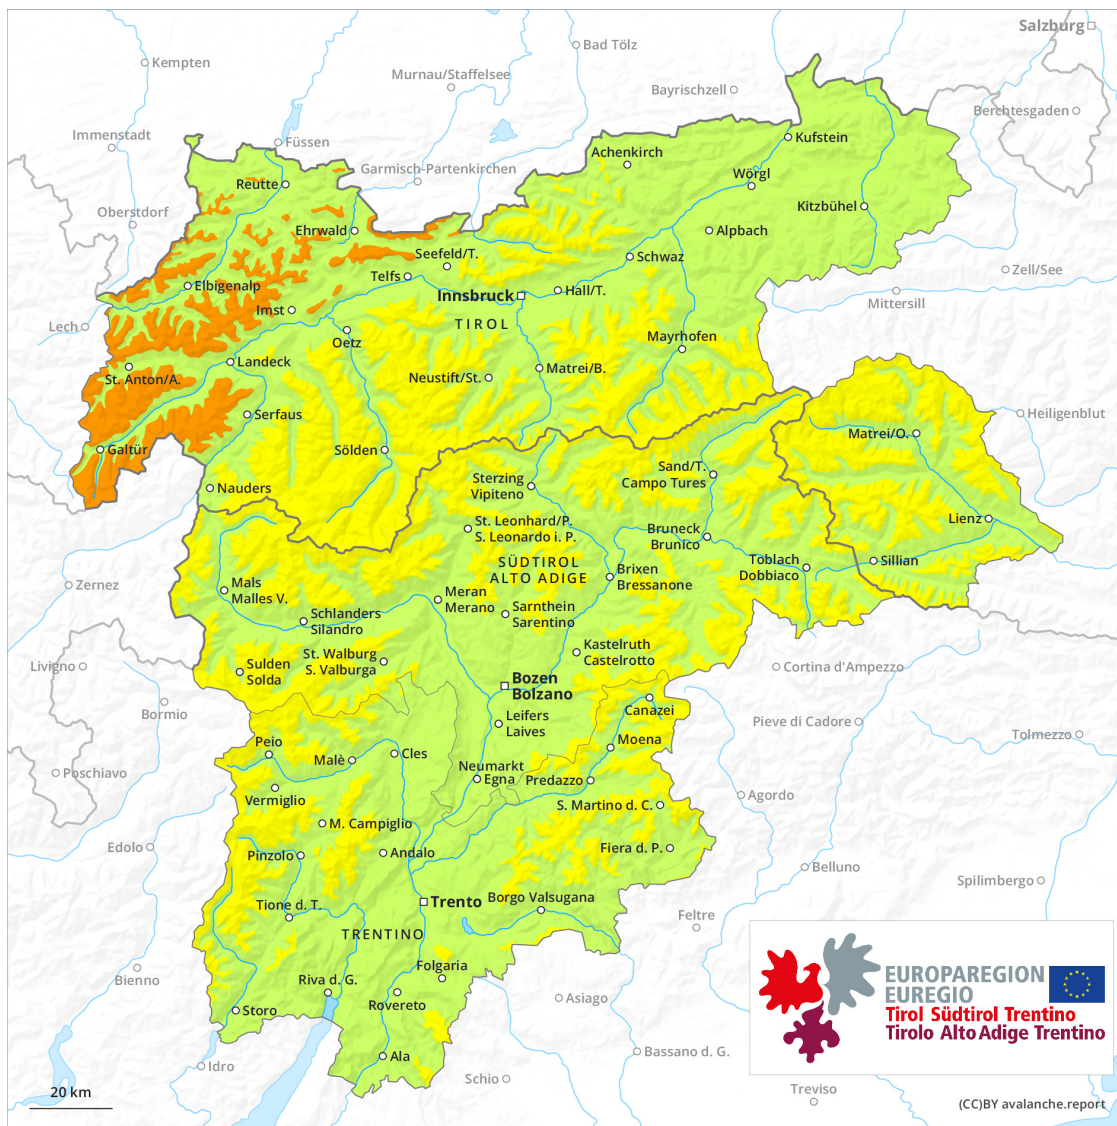 Salzburg
Bad Tölz
Kempten
Murnau/Staffelsee
Bayrischzell
Berchtesgaden
Immenstadt
Füssen
Kufstein
Achenkirch
Garmisch-Partenkirchen
Wörgl
Reutte
Kitzbühel
Oberstdorf
Ehrwald
Alpbach
Seefeld/T.
Schwaz
Zell/See
Telfs
Elbigenalp
Innsbruck
Hall/T.
Mittersill
Imst
Lech
TIROL
Oetz
Mayrhofen
Landeck
Matrei/B.
St. Anton/A.
Neustift/St.
Serfaus
Heiligenblut
Matrei/O.
Galtür
Sölden
Sand/T.
Campo Tures
Sterzing
Vipiteno
Nauders
Lienz
St. Leonhard/P.
S. Leonardo i. P.
Bruneck
Brunico
SÜDTIROL
ALTO ADIGE
Toblach
Dobbiaco
Sillian
Brixen
Bressanone
Zernez
Mals
Malles V.
Meran
Merano
Schlanders
Silandro
Sarnthein
Sarentino
Kastelruth
Castelrotto
St. Walburg
S. Valburga
Livigno
Sulden
Solda
Cortina d'Ampezzo
Bozen
Bolzano
Canazei
Bormio
Leifers
Laives
Pieve di Cadore
Tolmezzo
Peio
Moena
Cles
Malè
Poschiavo
Neumarkt
Egna
Predazzo
Vermiglio
Agordo
S. Martino d. C.
M. Campiglio
Edolo
Pinzolo
Andalo
Fiera d. P.
Belluno
Spilimbergo
Trento
Borgo Valsugana
Tione d. T.
Feltre
TRENTINO
Bienno
Folgaria
Riva d. G.
Rovereto
Asiago
Storo
EUROPAREGION
EUREGIO
Tirol Südtirol Trentino
Tirolo Alto Adige Trentino
Ala
Bassano d. G.
Idro
Schio
Treviso
20 km
(CC)BY avalanche.report